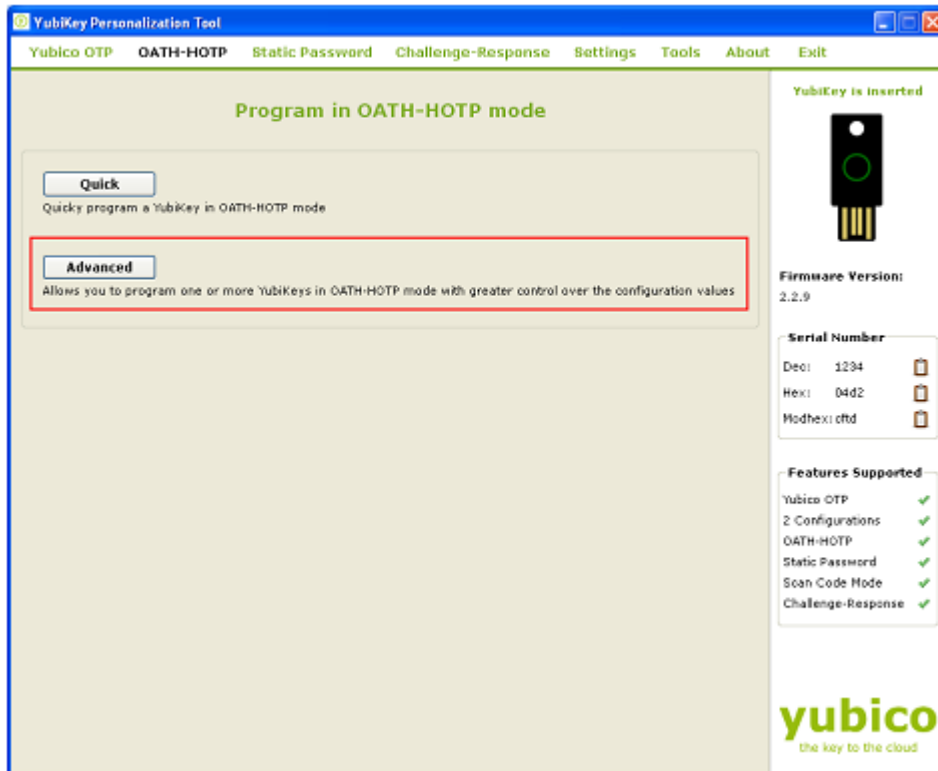 YubiKey Personalization Tool
Yubico OTP OATH-HOTP Static Password Challenge-Response Settings Tools About Exit
Program in OATH-HOTP mode
Quick
Quicky program a YubiKey in OATH-HOTP mode
Advanced
Allows you to program one or more YubiKeys in OATH-HOTP mode with greater control over the configuration values
YubiKey is inserted
Firmware Version:
2.2.9
Serial Number
Dec: 1234
Hex: 04d2
Modhex: cftd
Features Supported
Yubico OTP
2 Configurations
OATH-HOTP
Static Password
Scan Code Mode
Challenge-Response
yubico
the key to the cloud